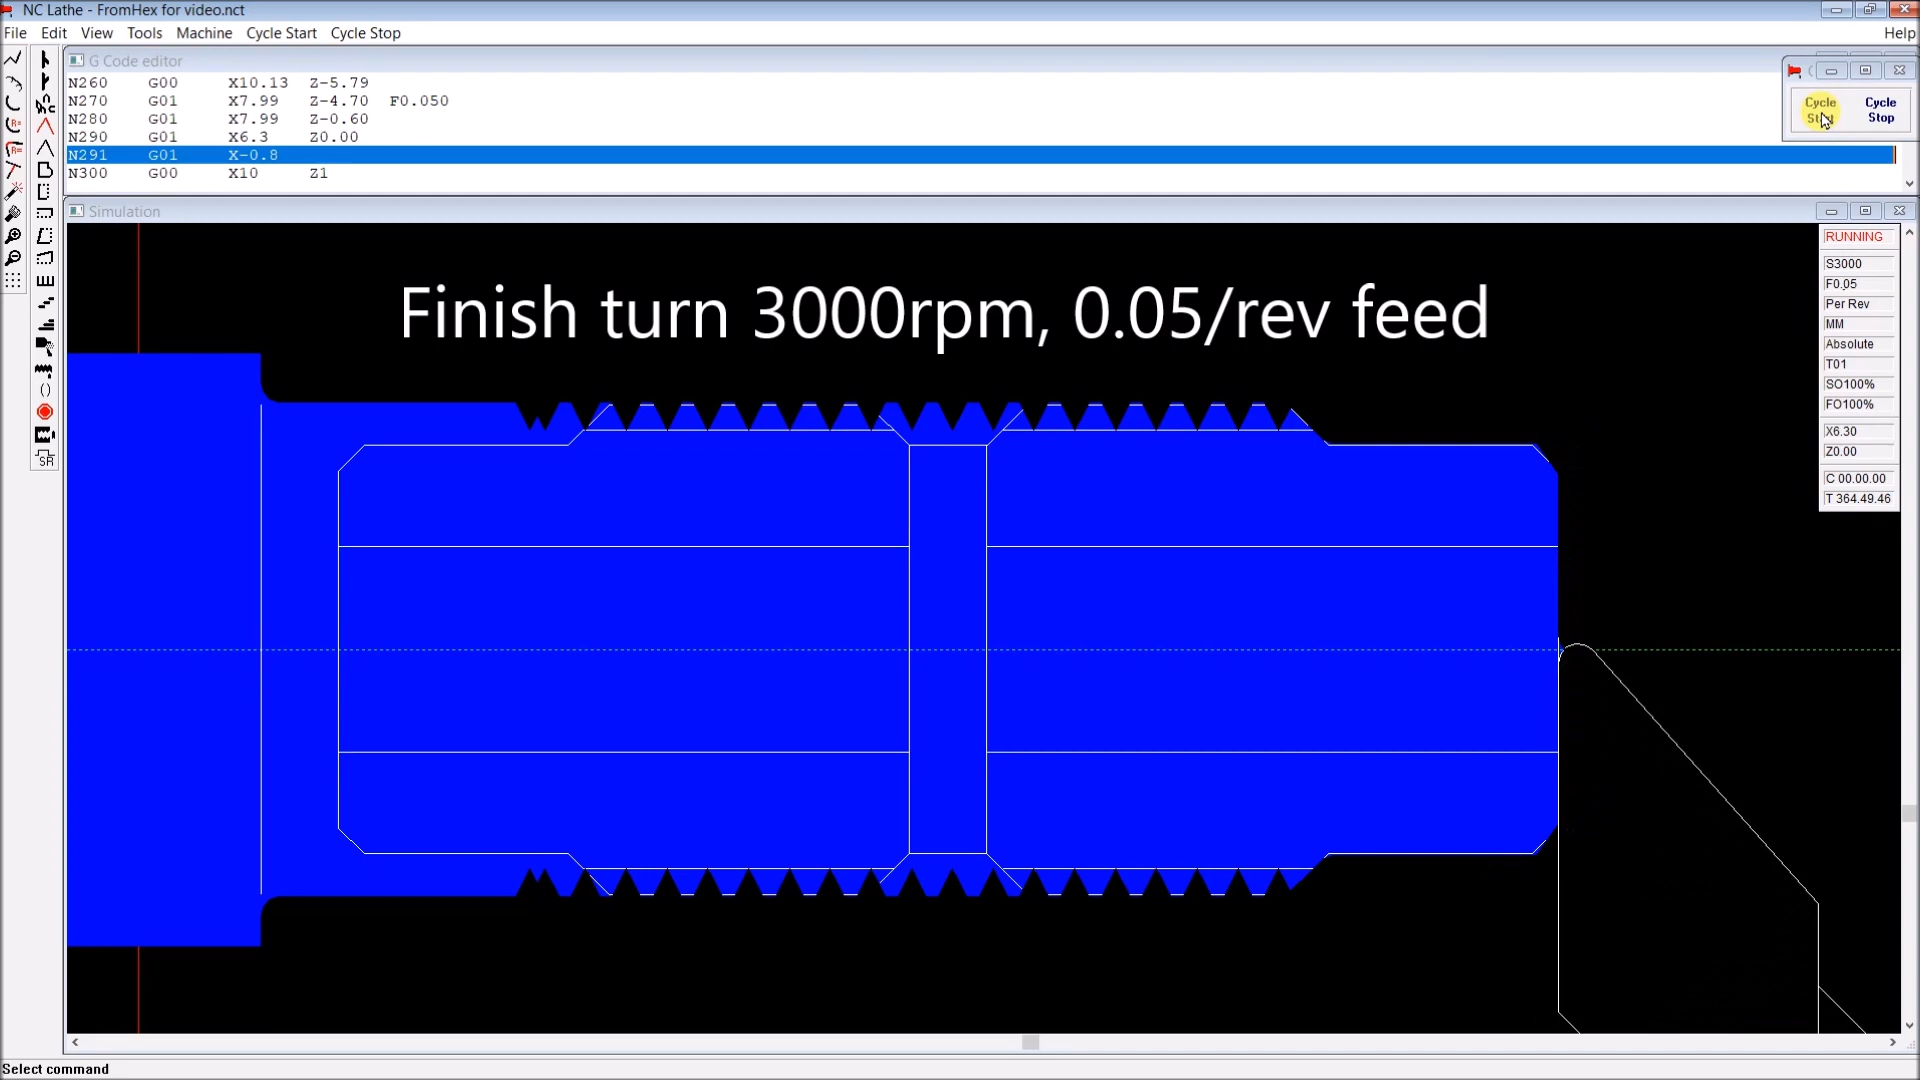 NC Lathe - FromHex for video.nct
File Edit View Tools Machine Cycle Start Cycle Stop Help
G Code editor
N260 G00 X10.13 Z-5.79
N270 G01 X7.99 Z-4.70 F0.050
N280 G01 X7.99 Z-0.60
N290 G01 X6.3 Z0.00
N291 G01 X-0.8
N300 G00 X10 Z1
Cycle Start
Cycle Stop
Simulation
Finish turn 3000rpm, 0.05/rev feed
RUNNING
S3000
F0.05
Per Rev
MM
Absolute
T01
SO100%
FO100%
X6.30
Z0.00
C 00.00.00
T 364.49.46
R=
R=
( )
SR
Select command